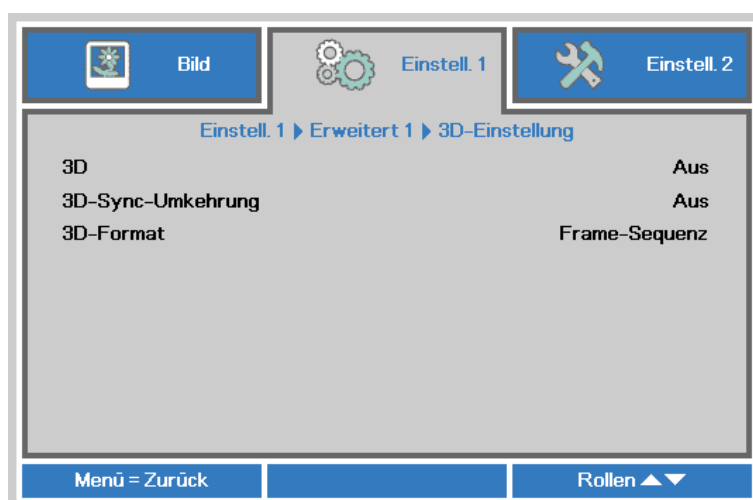 Bild
Einstell. 1
Einstell. 2
Einstell. 1 ▶ Erweitert 1 ▶ 3D-Einstellung
3D Aus
3D-Sync-Umkehrung Aus
3D-Format Frame-Sequenz
Menü = Zurück
Rollen ▲▼